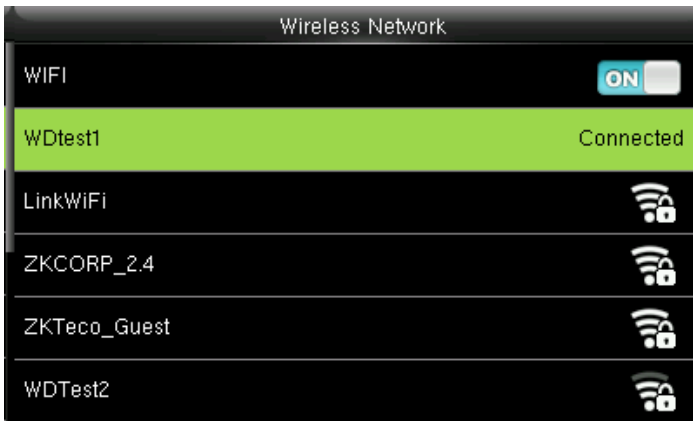 Wireless Network
WIFI ON
WDtest1 Connected
LinkWiFi
ZKCORP_2.4
ZKTeco_Guest
WDTest2